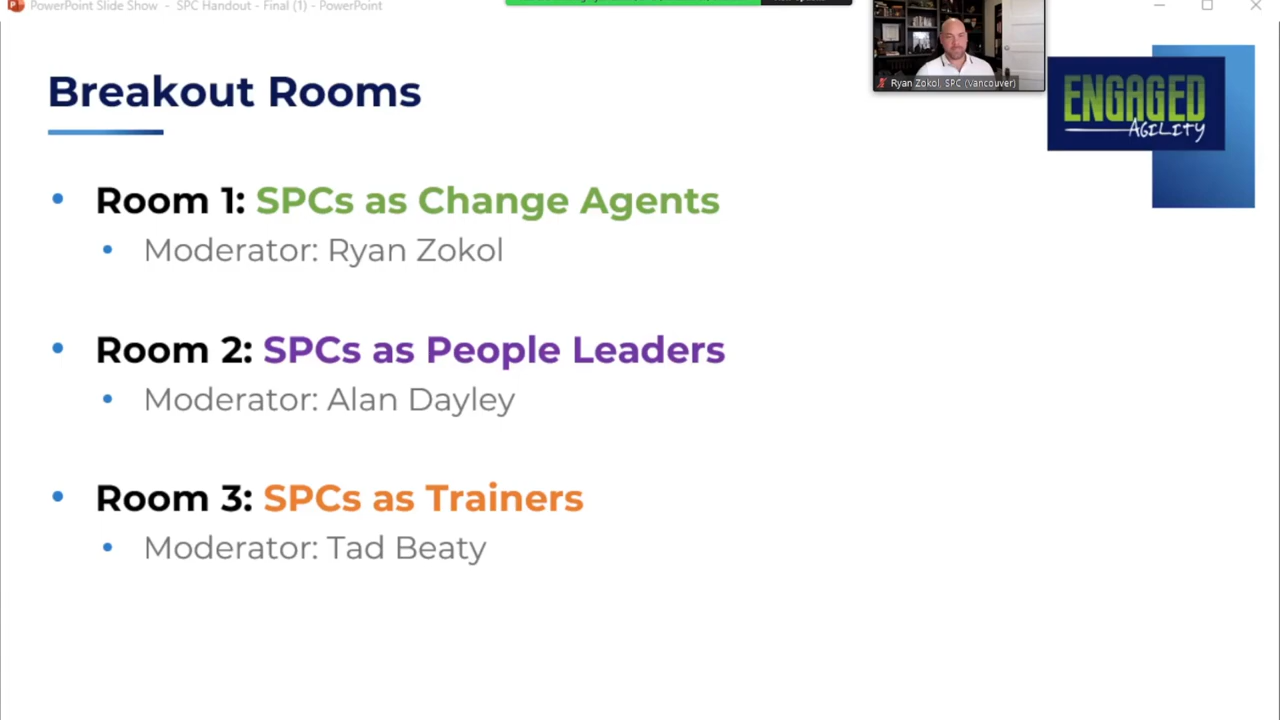 PowerPoint Slide Show - SPC Handout - Final (1) - PowerPoint
Ryan Zokol, SPC (Vancouver)
ENGAGED
AGILITY
Breakout Rooms
• Room 1: SPCs as Change Agents
• Moderator: Ryan Zokol
• Room 2: SPCs as People Leaders
• Moderator: Alan Dayley
• Room 3: SPCs as Trainers
• Moderator: Tad Beaty